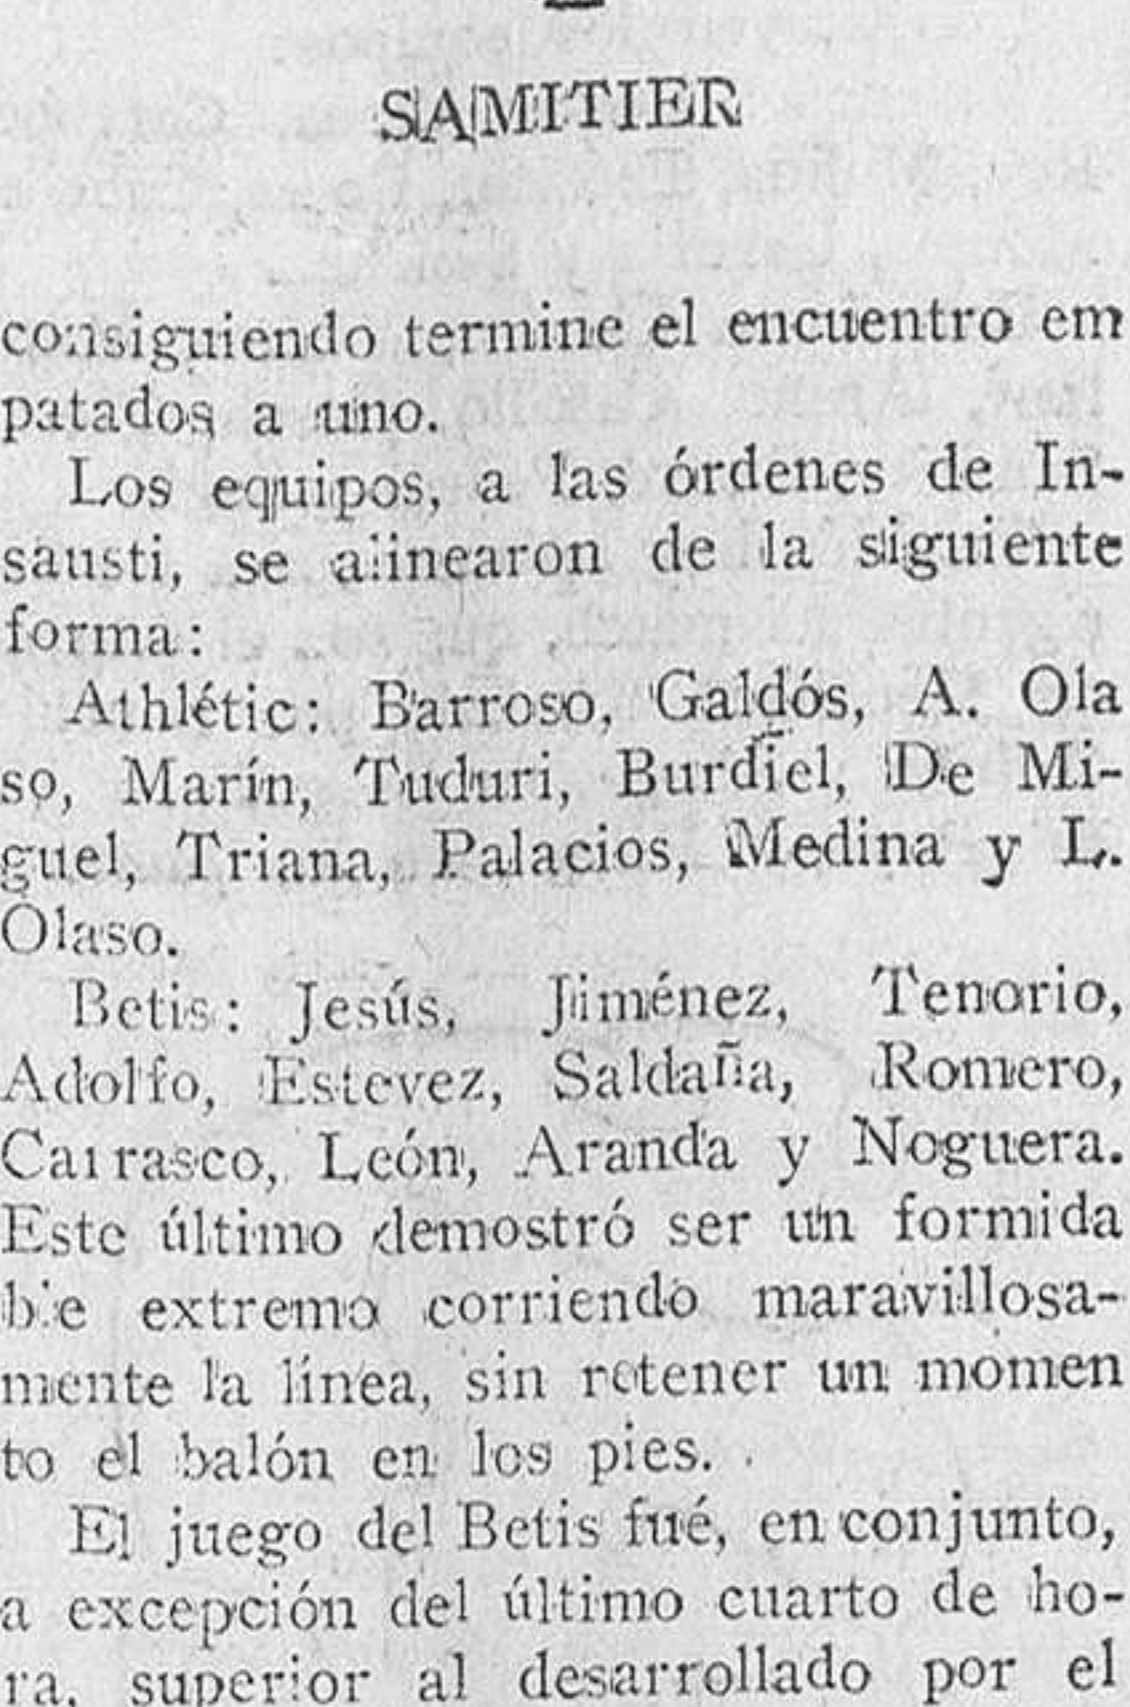 SAMITIER
consiguiendo termine el encuentro em
patados a uno.
Los equipos, a las órdenes de In-
sausti, se alinearon de la siguiente
forma:
Athlétic: Barroso, Galdós, A. Ola
so, Marín, Tuduri, Burdiel, De Mi-
guel, Triana, Palacios, Medina y L.
Olaso.
Betis: Jesús, Jiménez, Tenorio,
Adolfo, Estevez, Saldaña, Romero,
Carrasco, León, Aranda y Noguera.
Este último demostró ser un formida
ble extremo corriendo maravillosa-
mente la línea, sin retener un momen
to el balón en los pies.
El juego del Betis fué, en conjunto,
a excepción del último cuarto de ho-
ra, superior al desarrollado por el